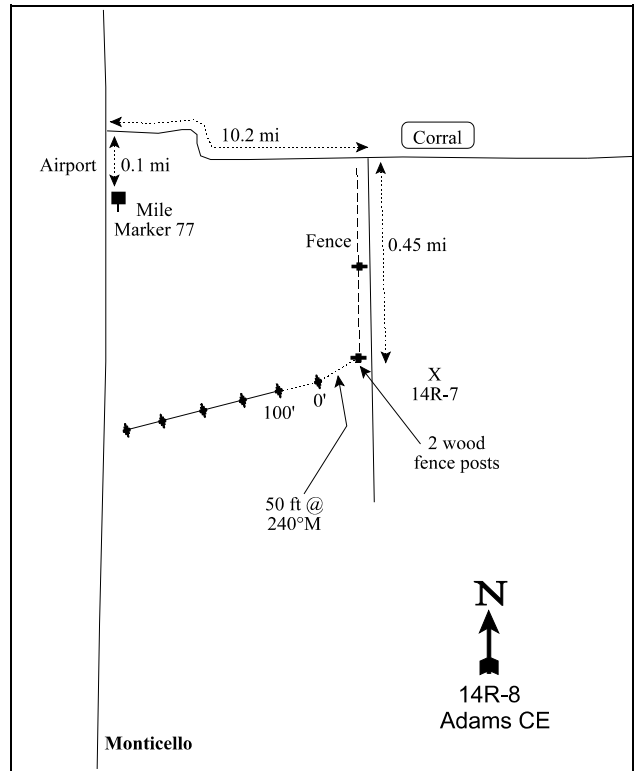 10.2 mi
Corral
Airport
0.1 mi
Mile
Marker 77
Fence
0.45 mi
X
14R-7
0'
100'
2 wood
fence posts
50 ft @
240°M
N
14R-8
Adams CE
Monticello